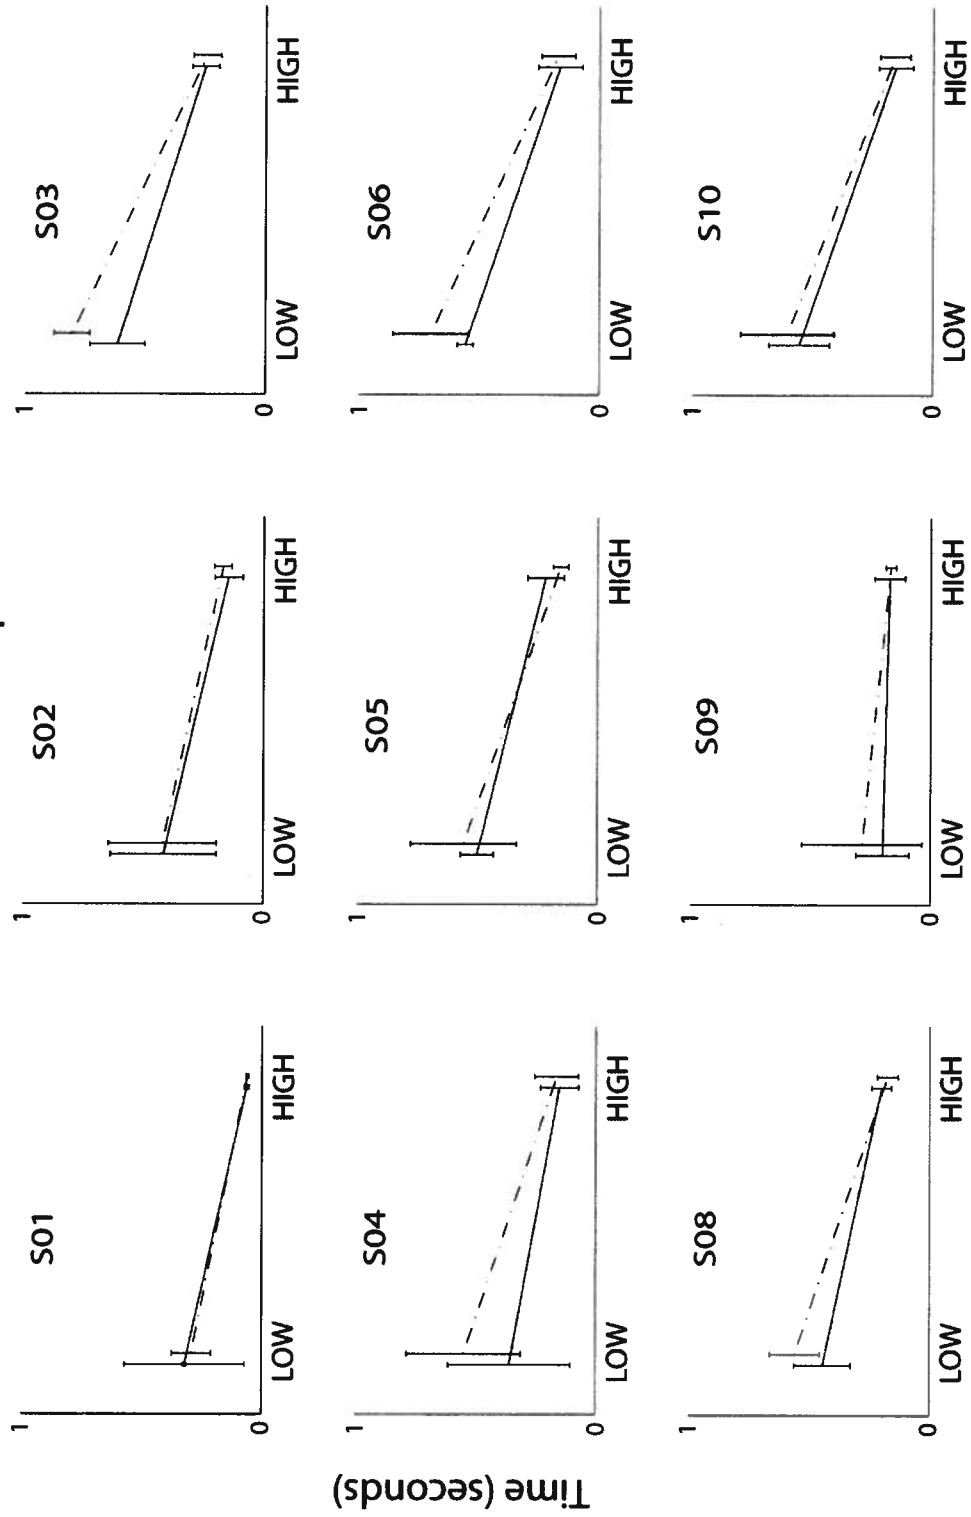 Time (seconds)
S01
1
0
LOW
HIGH
S02
1
0
LOW
HIGH
S03
1
0
LOW
HIGH
S04
1
0
LOW
HIGH
S05
1
0
LOW
HIGH
S06
1
0
LOW
HIGH
S08
1
0
LOW
HIGH
S09
1
0
LOW
HIGH
S10
1
0
LOW
HIGH